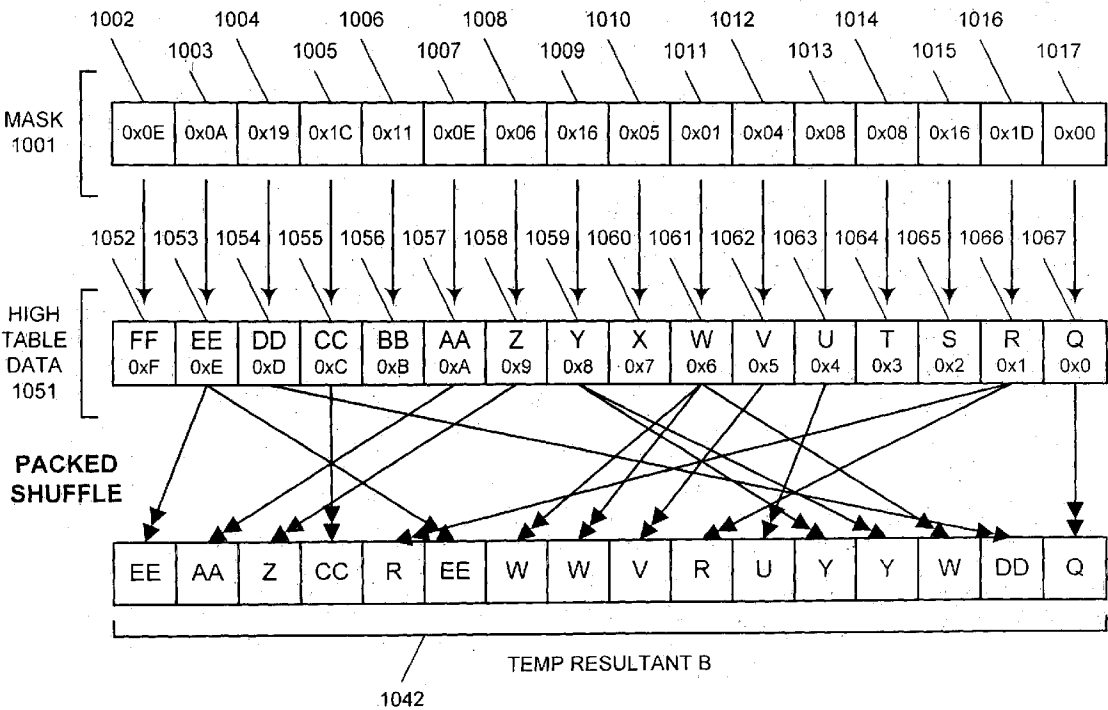 1002 1004 1006 1008 1010 1012 1014 1016
1003 1005 1007 1009 1011 1013 1015 1017
MASK
1001
0x0E 0x0A 0x19 0x1C 0x11 0x0E 0x06 0x16 0x05 0x01 0x04 0x08 0x08 0x16 0x1D 0x00
1052 1053 1054 1055 1056 1057 1058 1059 1060 1061 1062 1063 1064 1065 1066 1067
HIGH
TABLE
DATA
1051
FF EE DD CC BB AA Z Y X W V U T S R Q
0xF 0xE 0xD 0xC 0xB 0xA 0x9 0x8 0x7 0x6 0x5 0x4 0x3 0x2 0x1 0x0
PACKED
SHUFFLE
EE AA Z CC R EE W W V R U Y Y W DD Q
TEMP RESULTANT B
1042